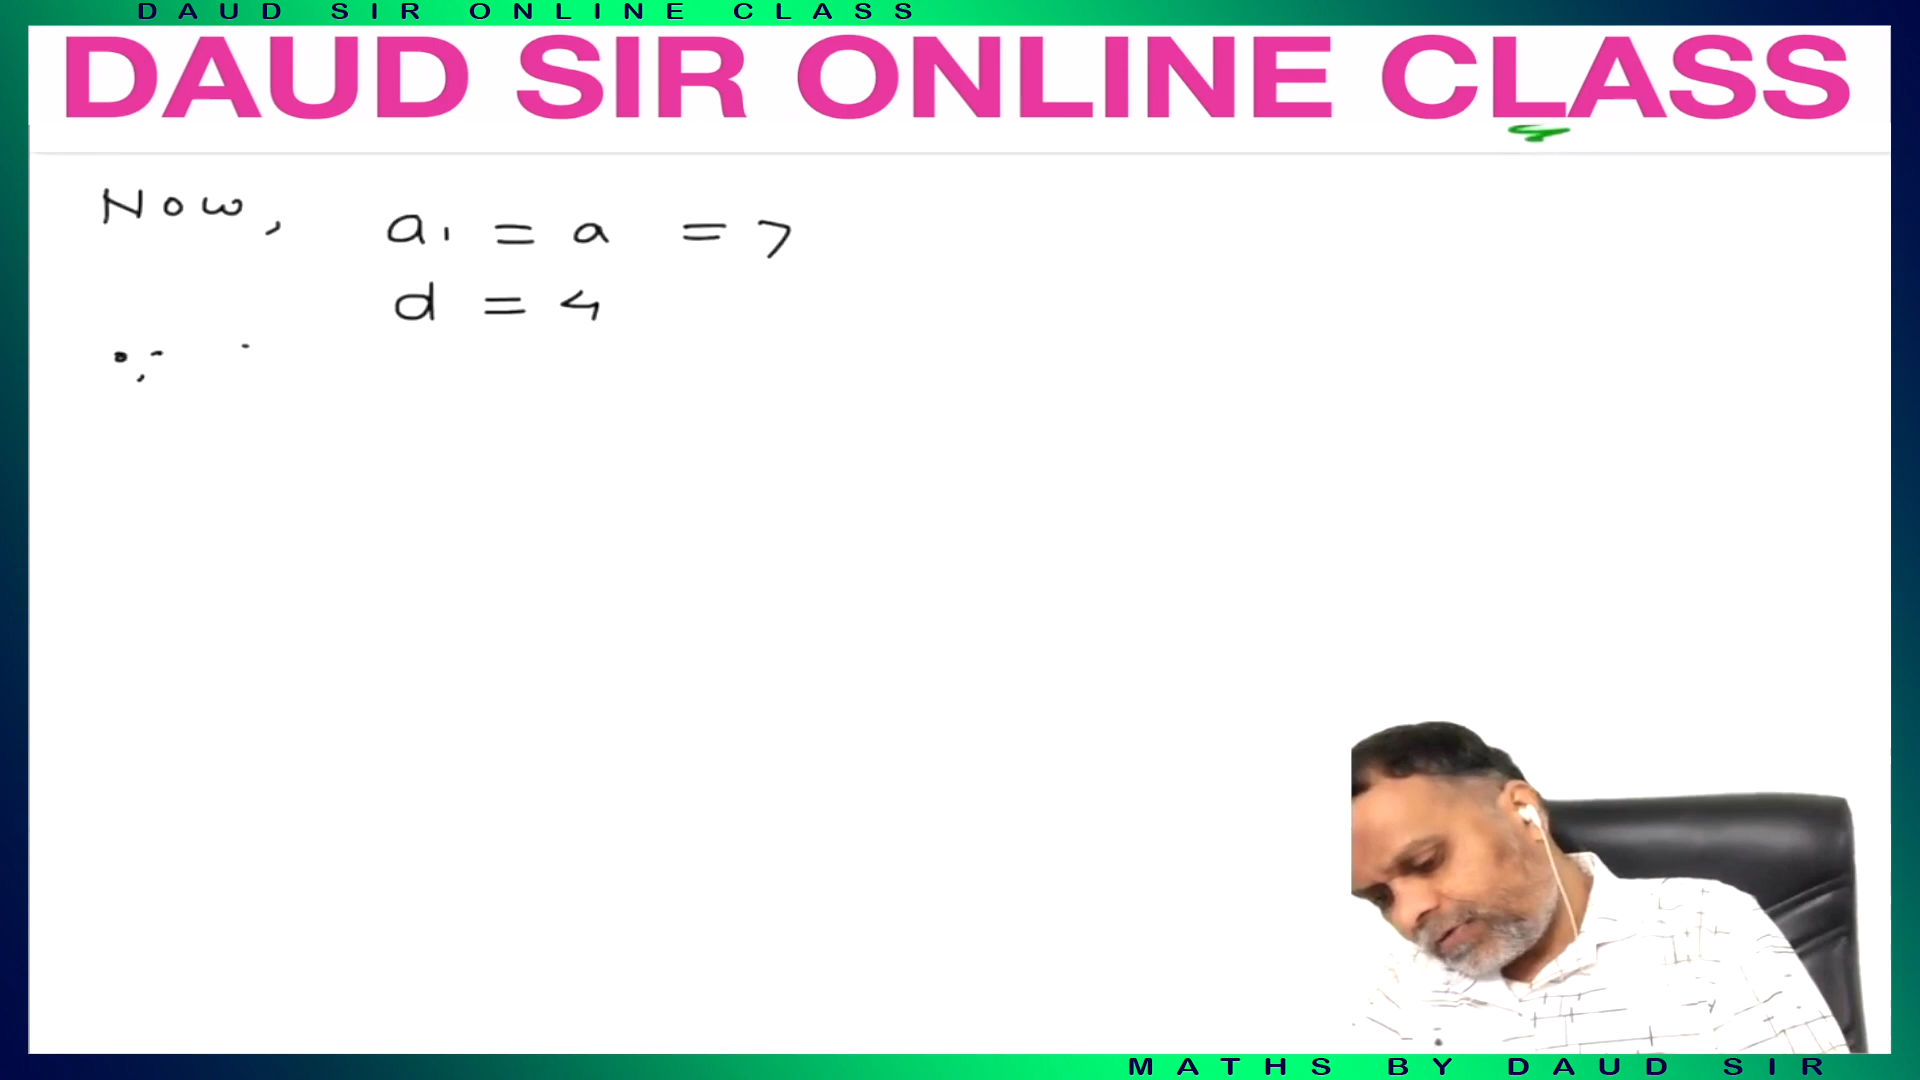 DAUD SIR ONLINE CLASS
DAUD SIR ONLINE CLASS
Now, a₁ = a = 7
d = 4
∵
MATHS BY DAUD SIR